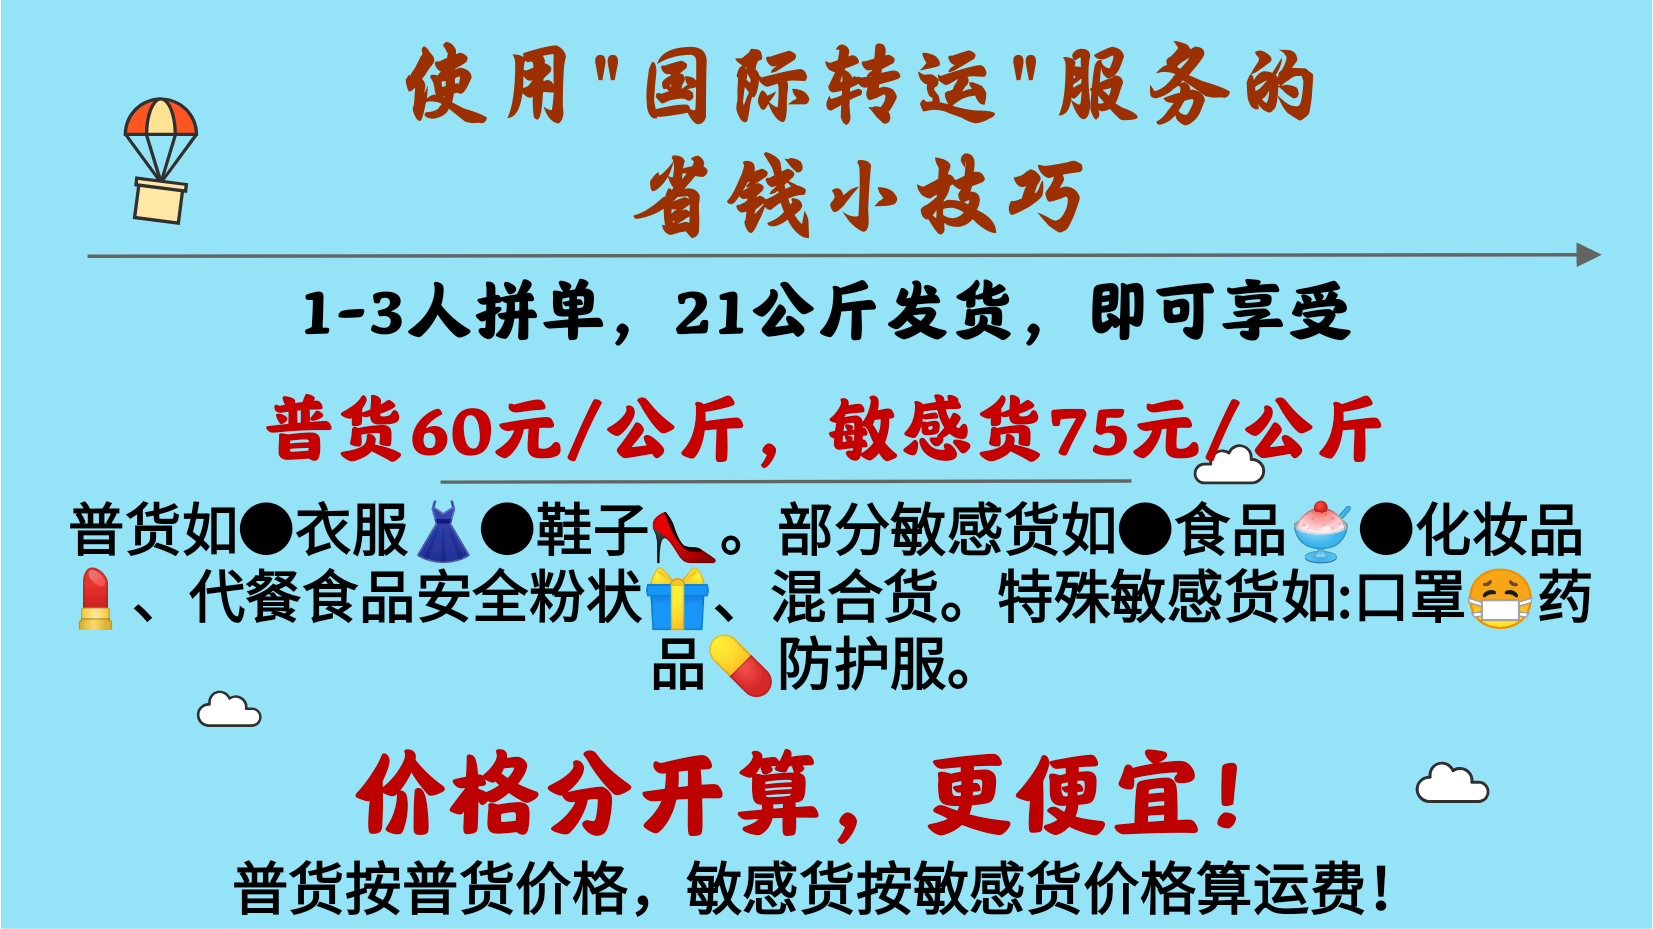 使用"国际转运"服务的
省钱小技巧
1-3人拼单，21公斤发货，即可享受
普货60元/公斤，敏感货75元/公斤
普货如●衣服👗●鞋子👠。部分敏感货如●食品🍧●化妆品
💄、代餐食品安全粉状🎁、混合货。特殊敏感货如:口罩😷药
品💊防护服。
价格分开算，更便宜！
普货按普货价格，敏感货按敏感货价格算运费！